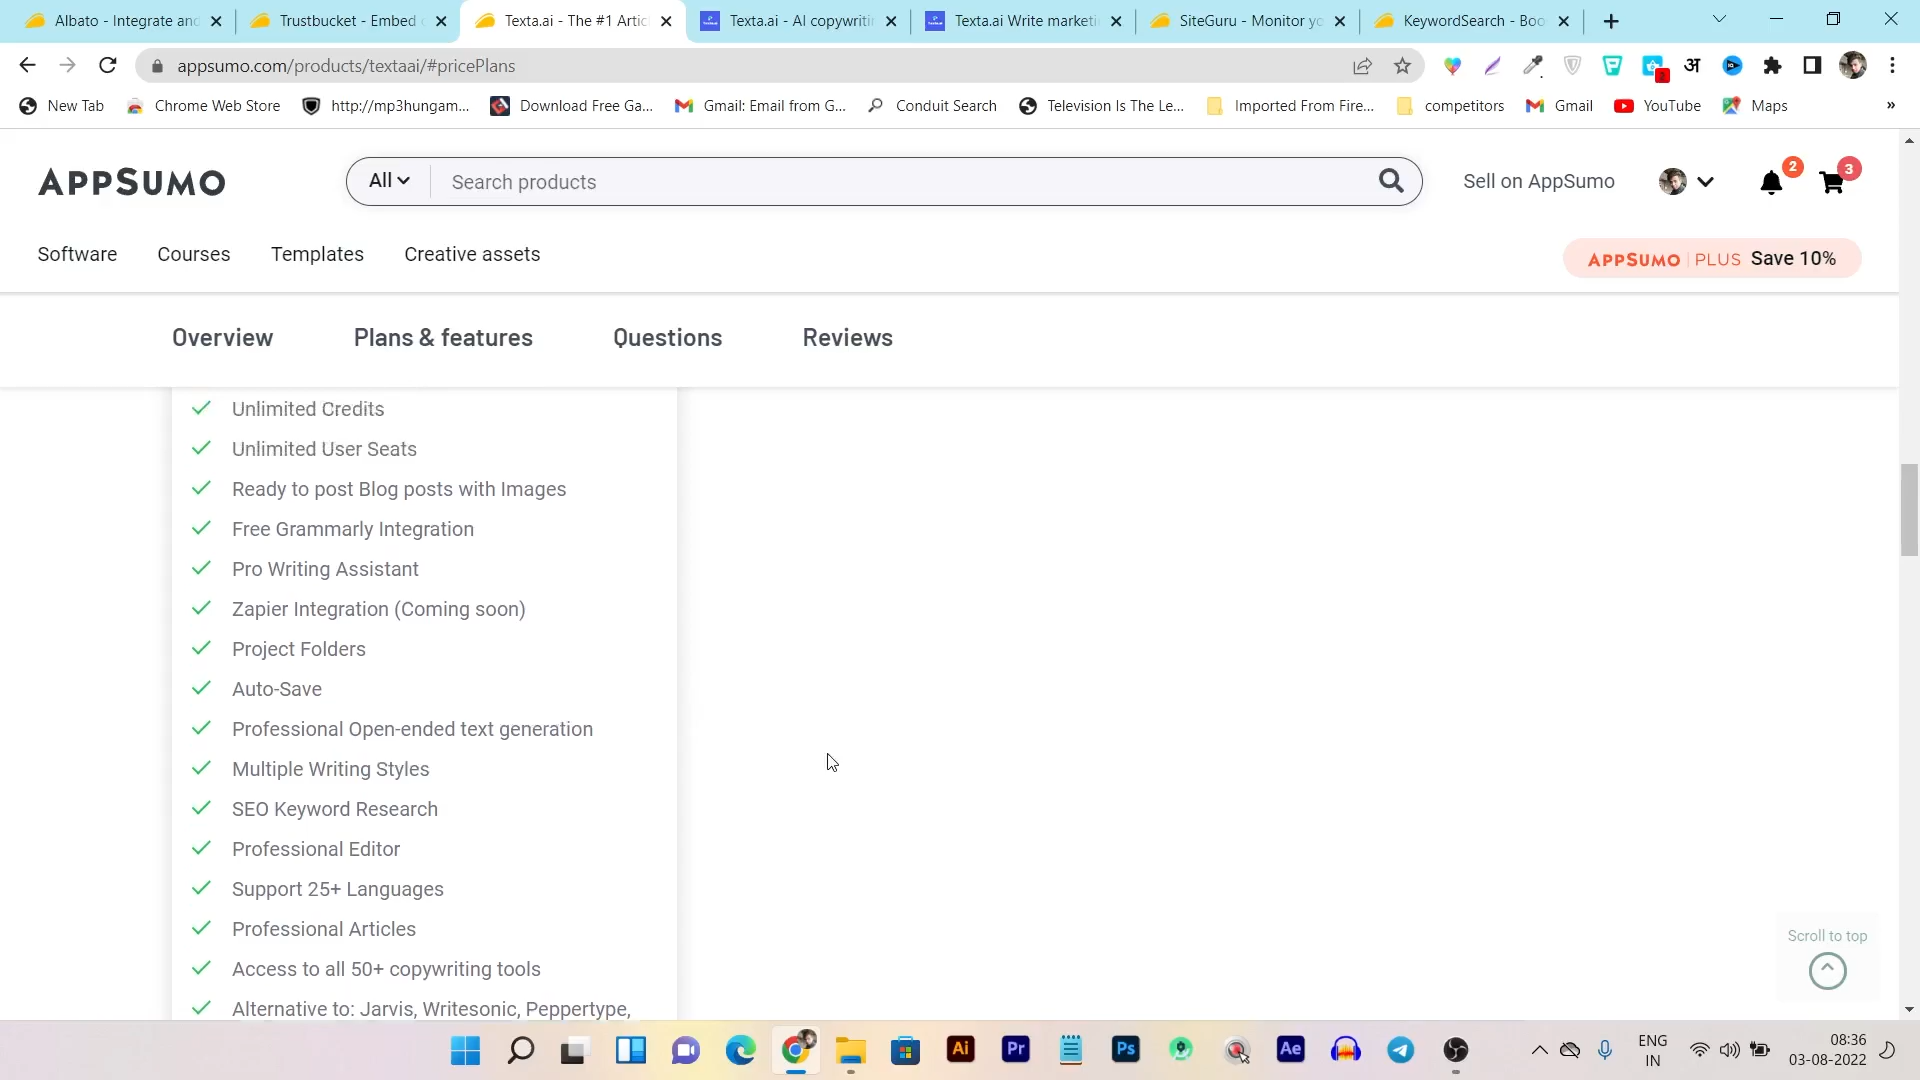 Albato - Integrate and
Trustbucket - Embed
Texta.ai - The #1 Artic
Texta.ai - AI copywriti
Texta.ai Write marketi
SiteGuru - Monitor yo
KeywordSearch - Boo
appsumo.com/products/textaai/#pricePlans
New Tab
Chrome Web Store
http://mp3hungam...
Download Free Ga...
Gmail: Email from G...
Conduit Search
Television Is The Le...
Imported From Fire...
competitors
Gmail
YouTube
Maps
»
APPSUMO
All
Search products
Sell on AppSumo
2
3
Software
Courses
Templates
Creative assets
APPSUMO | PLUS Save 10%
Overview
Plans & features
Questions
Reviews
Unlimited Credits
Unlimited User Seats
Ready to post Blog posts with Images
Free Grammarly Integration
Pro Writing Assistant
Zapier Integration (Coming soon)
Project Folders
Auto-Save
Professional Open-ended text generation
Multiple Writing Styles
SEO Keyword Research
Professional Editor
Support 25+ Languages
Professional Articles
Access to all 50+ copywriting tools
Alternative to: Jarvis, Writesonic, Peppertype,
Scroll to top
Ai
Pr
Ps
Ae
ENG
IN
08:36
03-08-2022